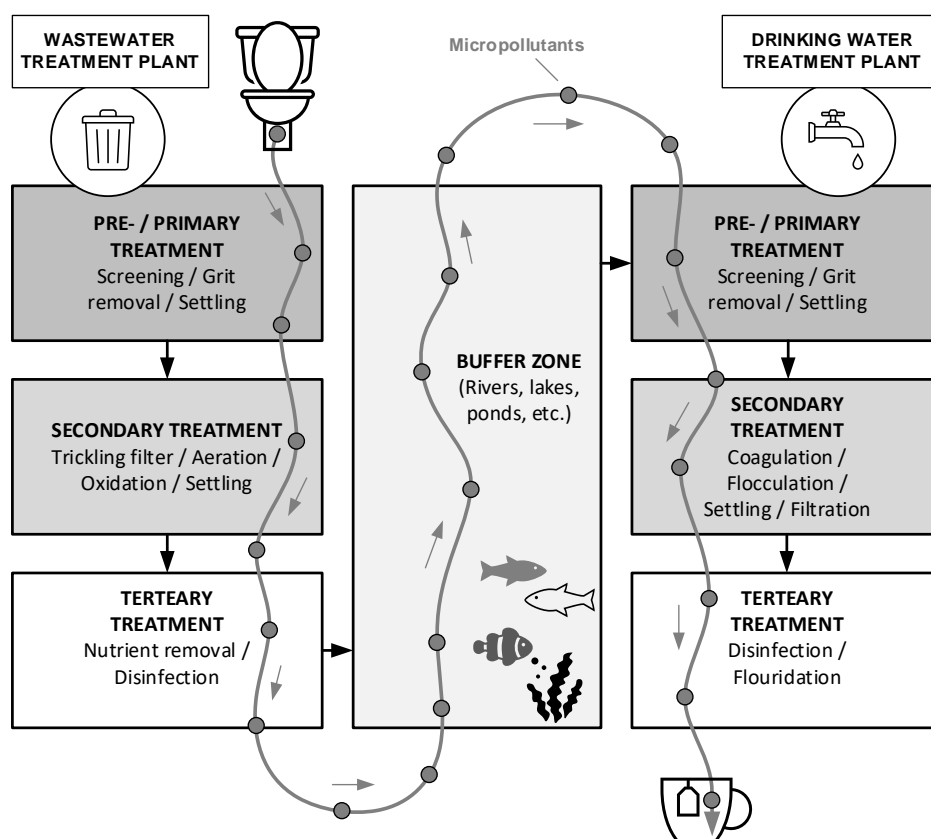 WASTEWATER
TREATMENT PLANT
Micropollutants
DRINKING WATER
TREATMENT PLANT
PRE- / PRIMARY
TREATMENT
Screening / Grit
removal / Settling
SECONDARY TREATMENT
Trickling filter / Aeration /
Oxidation / Settling
TERTEARY
TREATMENT
Nutrient removal /
Disinfection
BUFFER ZONE
(Rivers, lakes,
ponds, etc.)
PRE- / PRIMARY
TREATMENT
Screening / Grit
removal / Settling
SECONDARY
TREATMENT
Coagulation /
Flocculation /
Settling / Filtration
TERTEARY
TREATMENT
Disinfection /
Flouridation